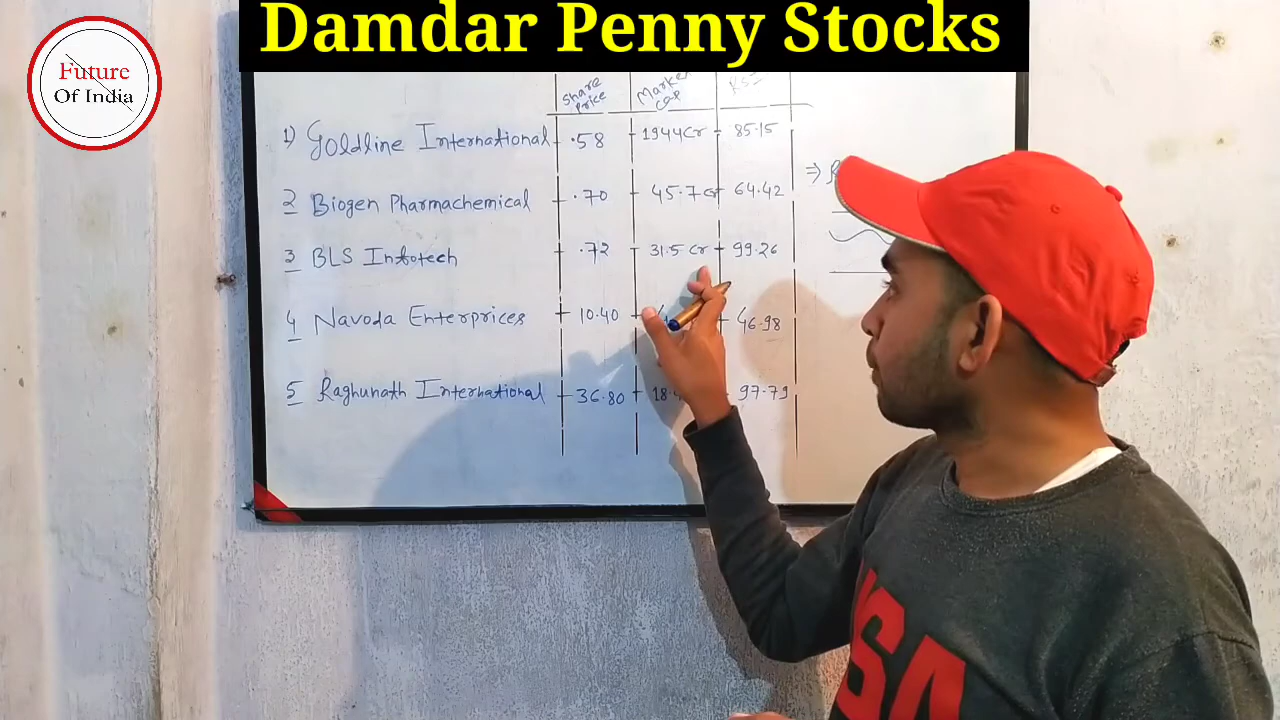 Damdar Penny Stocks
Future
Of India
Share Price
Market cap
1) Goldline International .58 1944Cr 85.15
2 Biogen Pharmachemical .70 45.7Cr 64.42
3 BLS Infotech .72 31.5 Cr 99.26
4 Navoda Enterprices 10.40 46.98
5 Raghunath International 36.80 97.79
⇒
SA